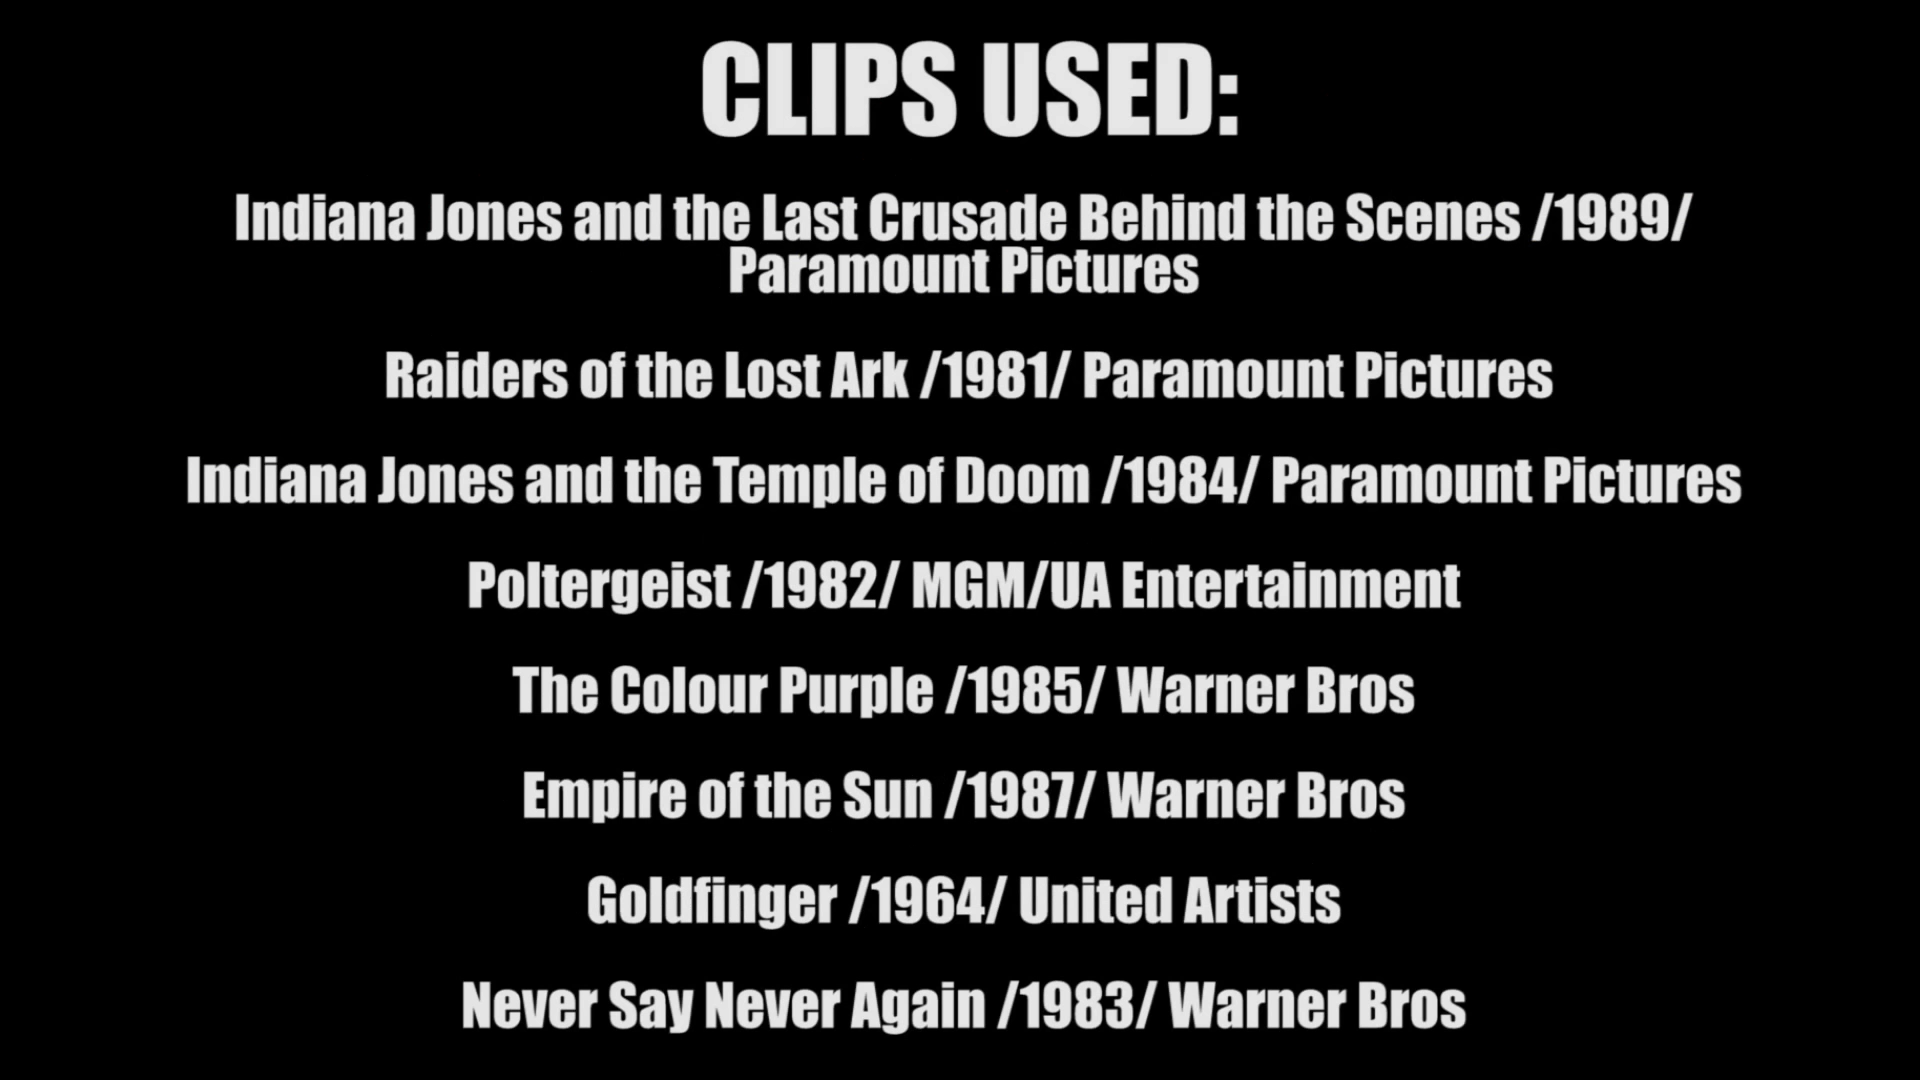 CLIPS USED:
Indiana Jones and the Last Crusade Behind the Scenes /1989/
Paramount Pictures
Raiders of the Lost Ark /1981/ Paramount Pictures
Indiana Jones and the Temple of Doom /1984/ Paramount Pictures
Poltergeist /1982/ MGM/UA Entertainment
The Colour Purple /1985/ Warner Bros
Empire of the Sun /1987/ Warner Bros
Goldfinger /1964/ United Artists
Never Say Never Again /1983/ Warner Bros